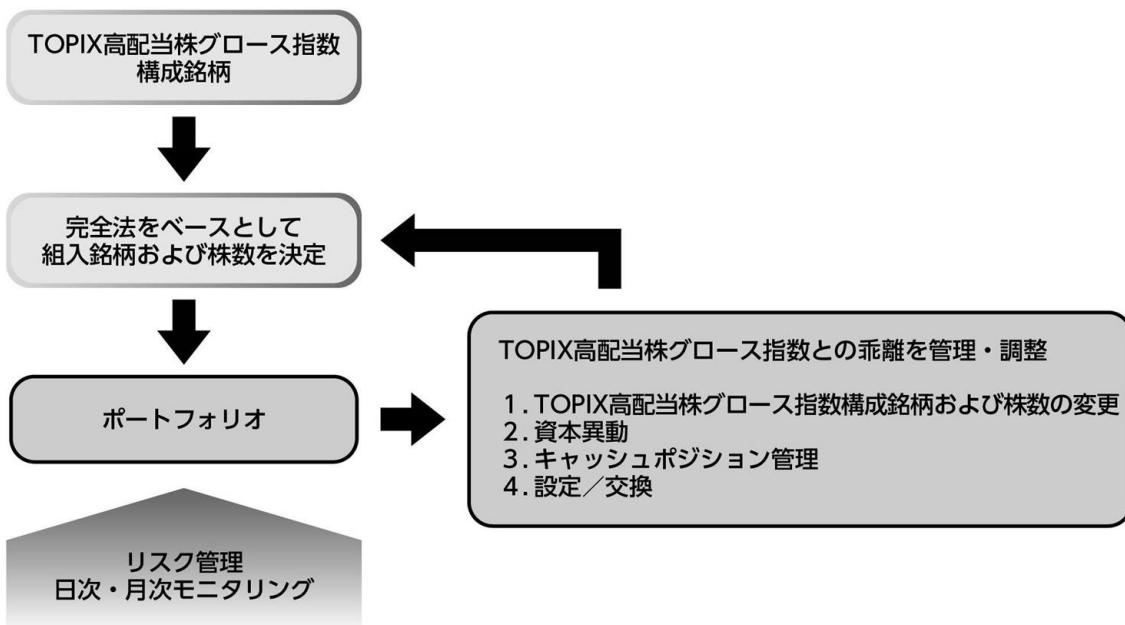 TOPIX高配当株グロース指数
構成銘柄
完全法をベースとして
組入銘柄および株数を決定
ポートフォリオ
リスク管理
日次・月次モニタリング
TOPIX高配当株グロース指数との乖離を管理・調整
1. TOPIX高配当株グロース指数構成銘柄および株数の変更
2. 資本異動
3. キャッシュポジション管理
4. 設定／交換